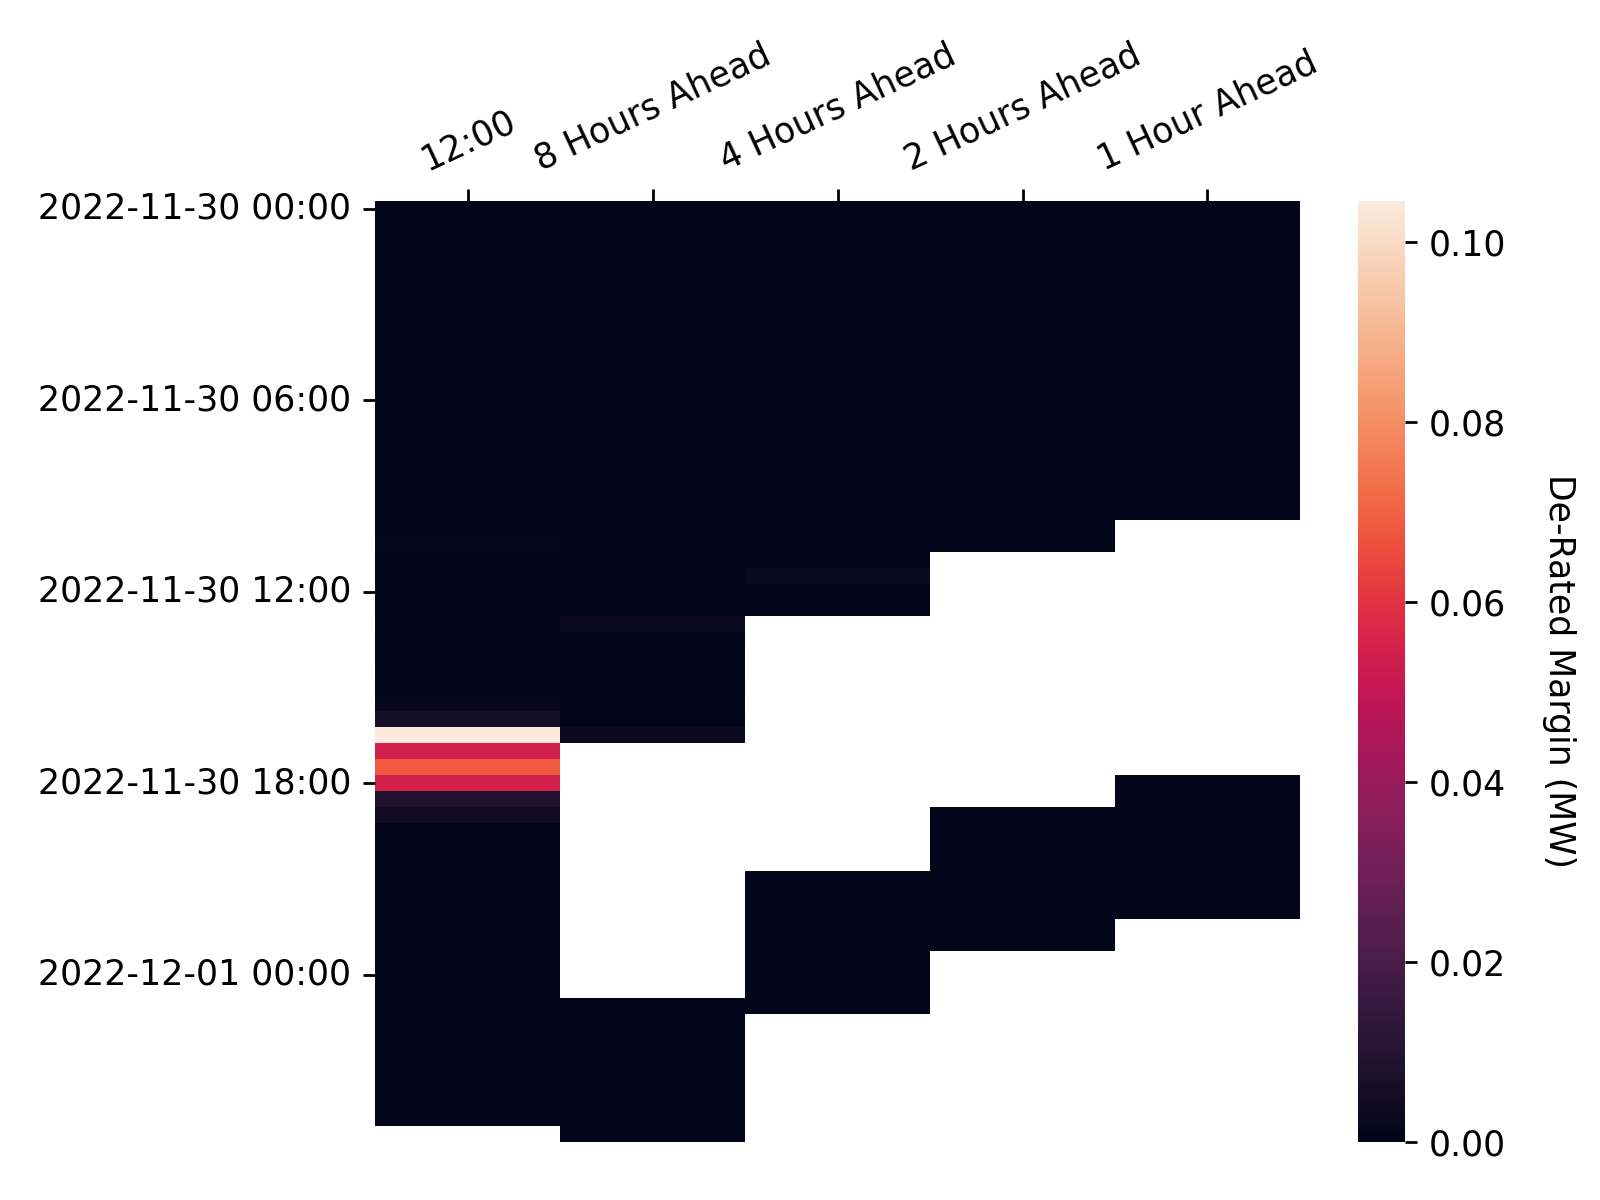 12:00
8 Hours Ahead
4 Hours Ahead
2 Hours Ahead
1 Hour Ahead
2022-11-30 00:00
2022-11-30 06:00
2022-11-30 12:00
2022-11-30 18:00
2022-12-01 00:00
0.10
0.08
0.06
0.04
0.02
0.00
De-Rated Margin (MW)